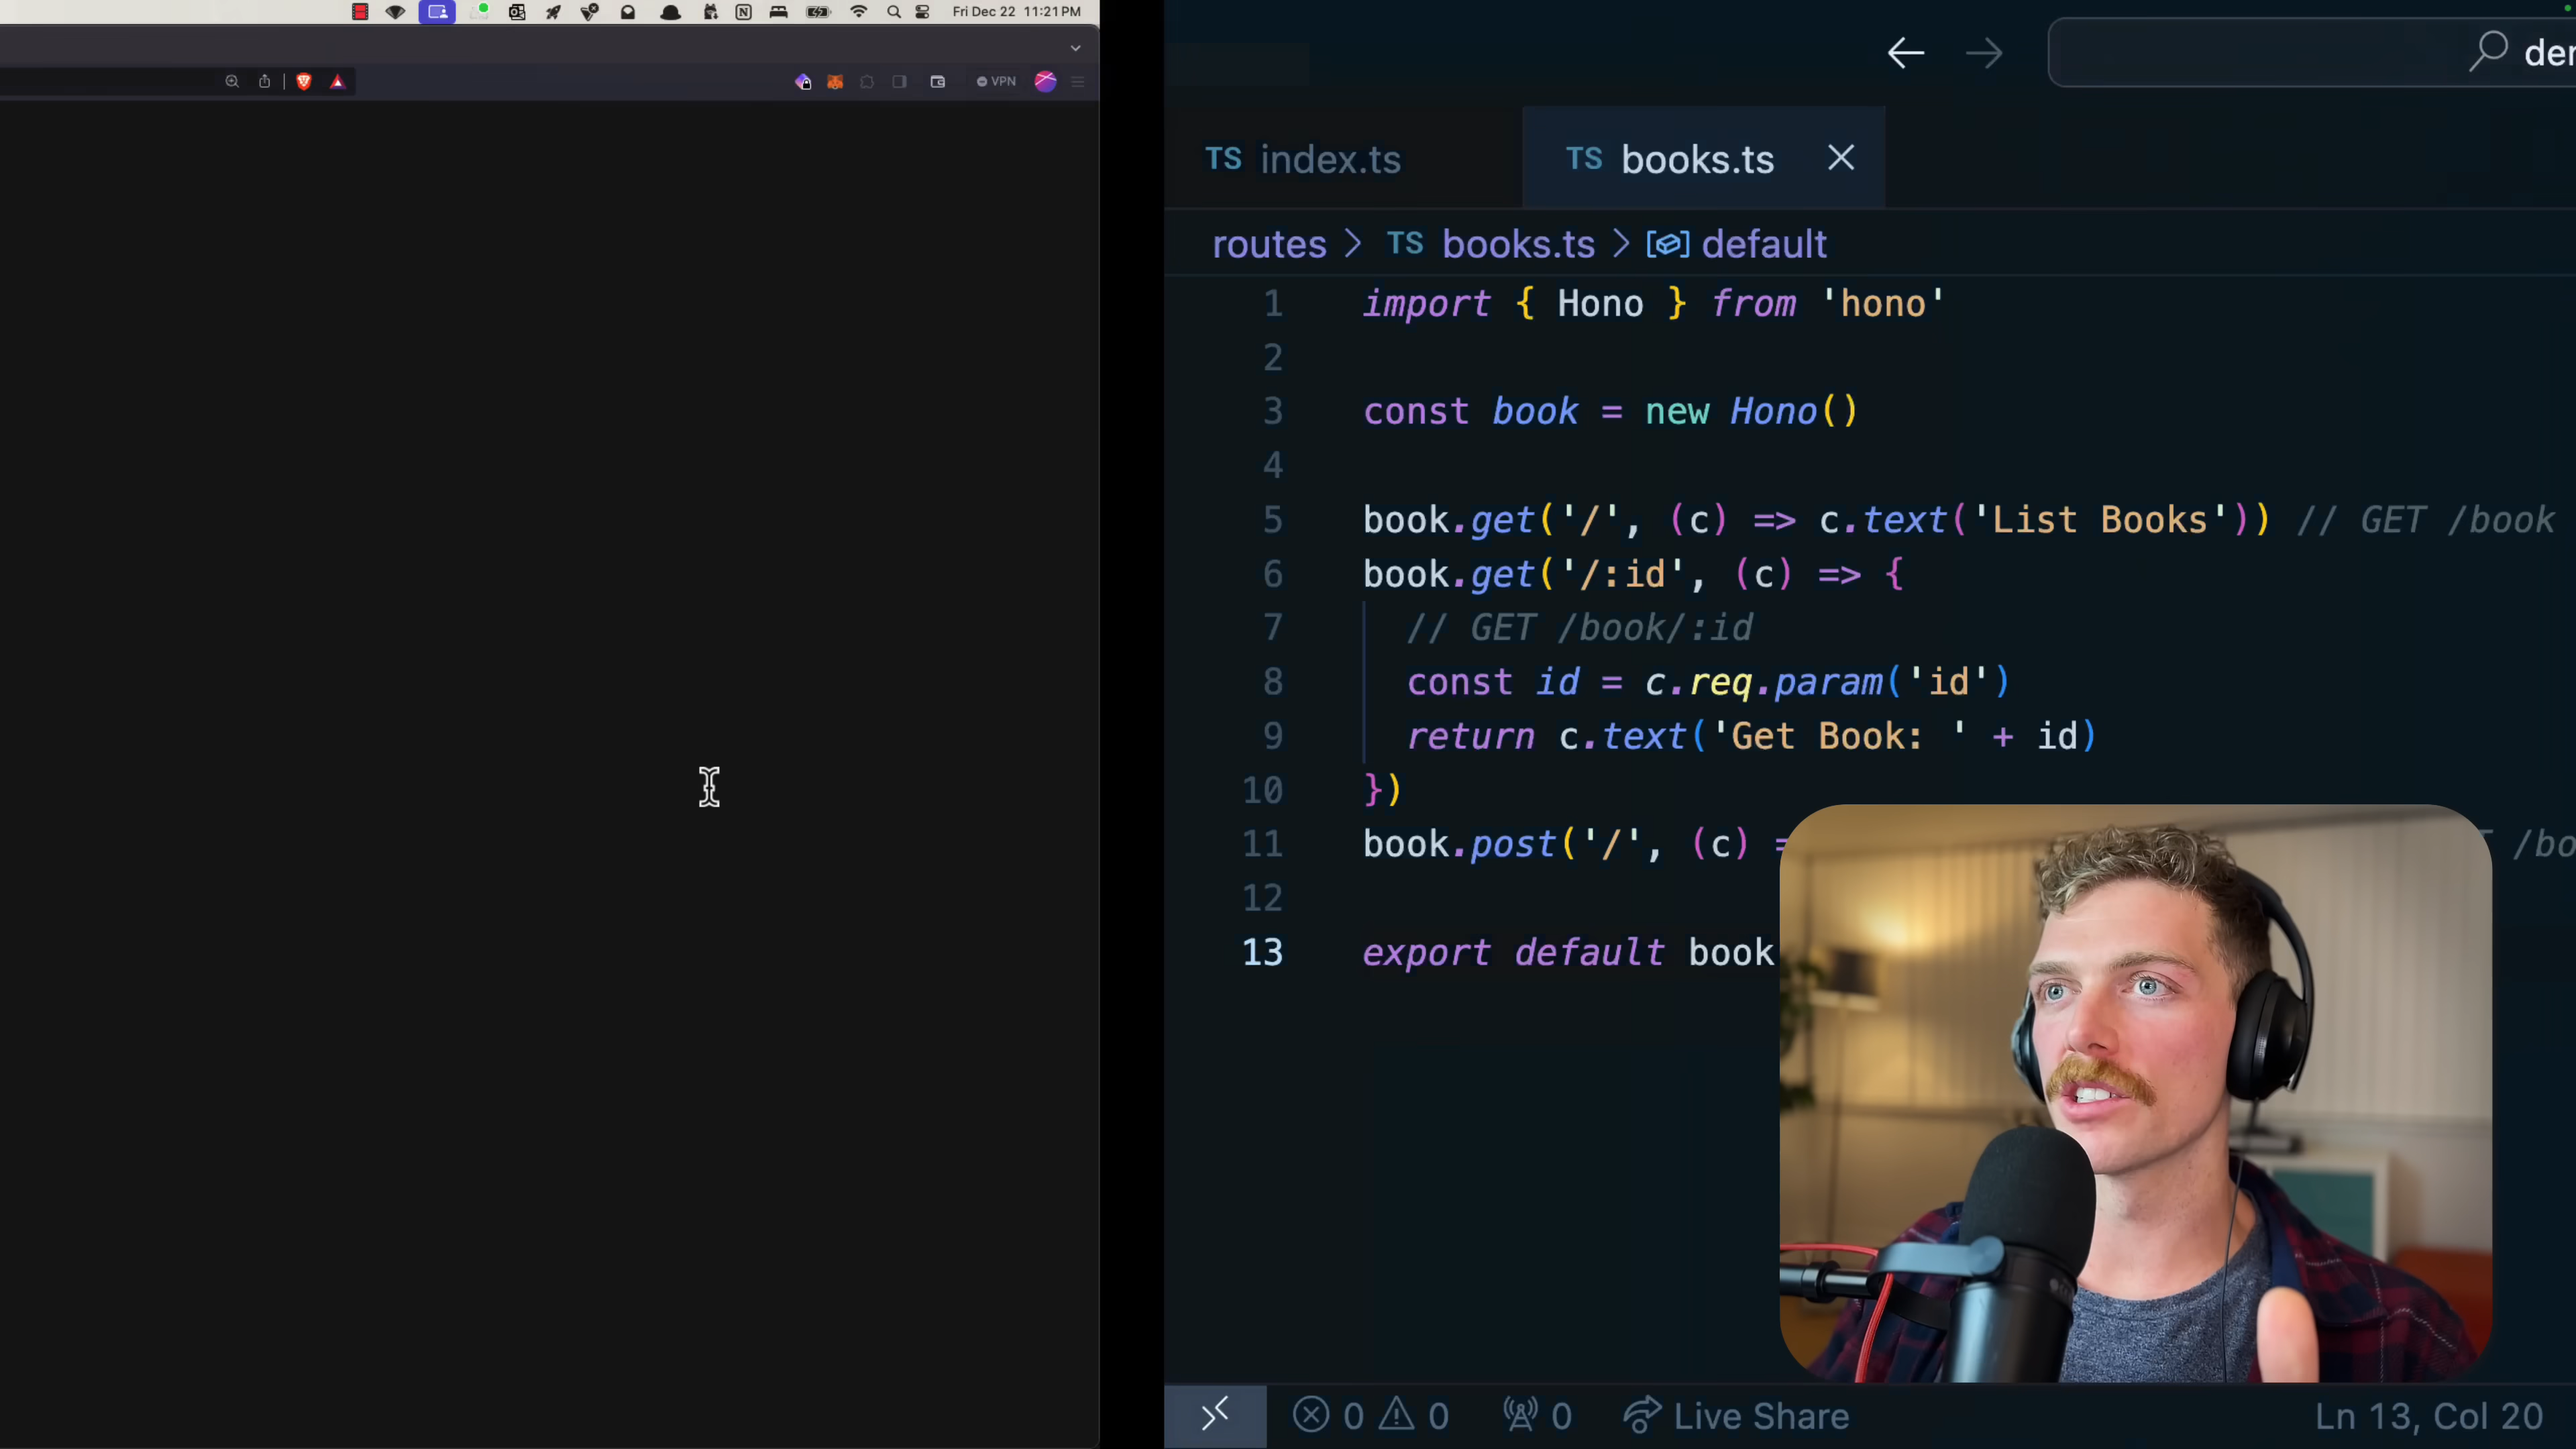 Fri Dec 22 11:21 PM
VPN
TS index.ts
TS books.ts
routes > TS books.ts > default
1 import { Hono } from 'hono'
2
3 const book = new Hono()
4
5 book.get('/', (c) => c.text('List Books')) // GET /book
6 book.get('/:id', (c) => {
7 // GET /book/:id
8 const id = c.req.param('id')
9 return c.text('Get Book: ' + id)
10 })
11 book.post('/', (c) =
12
13 export default book
0 0 0 Live Share
Ln 13, Col 20